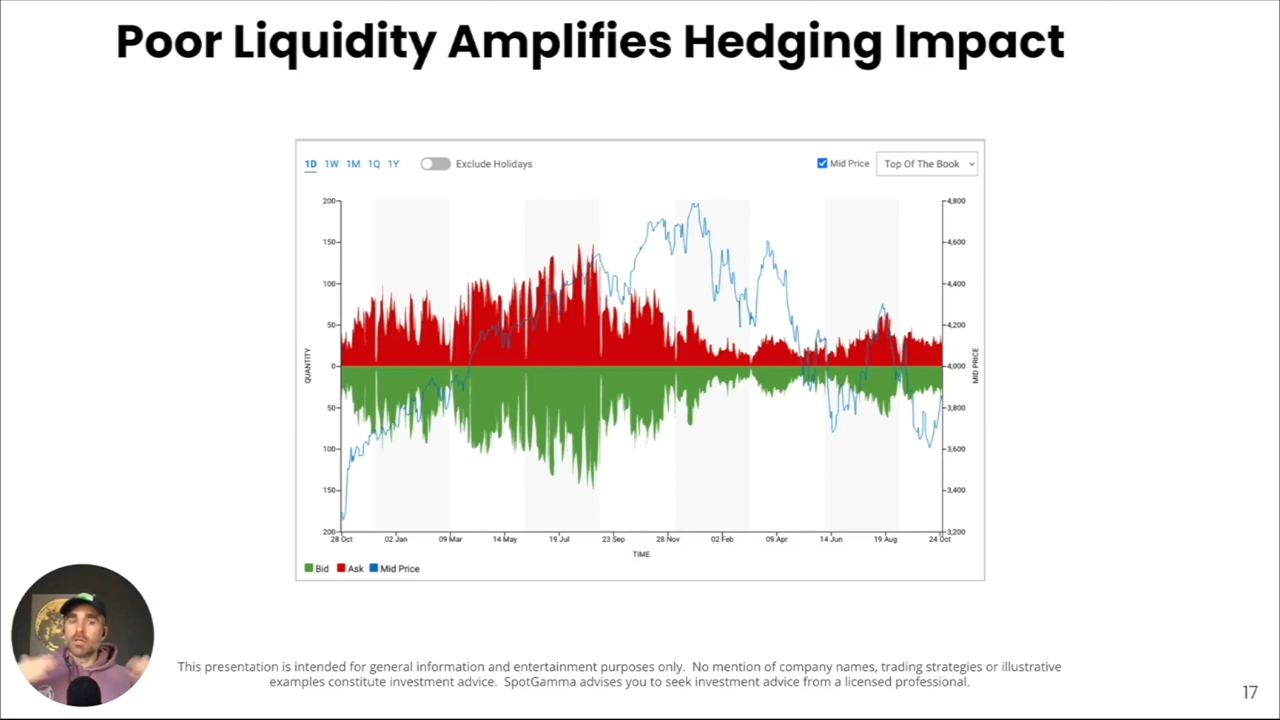 Poor Liquidity Amplifies Hedging Impact
1D 1W 1M 1Q 1Y Exclude Holidays Mid Price Top Of The Book
200 4,800
150 4,600
100 4,400
50 4,200
0 4,000
50 3,800
100 3,600
150 3,400
200 3,200
QUANTITY
MID PRICE
28 Oct 02 Jan 09 Mar 14 May 19 Jul 23 Sep 28 Nov 02 Feb 09 Apr 14 Jun 19 Aug 24 Oct
TIME
Bid Ask Mid Price
This presentation is intended for general information and entertainment purposes only. No mention of company names, trading strategies or illustrative
examples constitute investment advice. SpotGamma advises you to seek investment advice from a licensed professional.
17